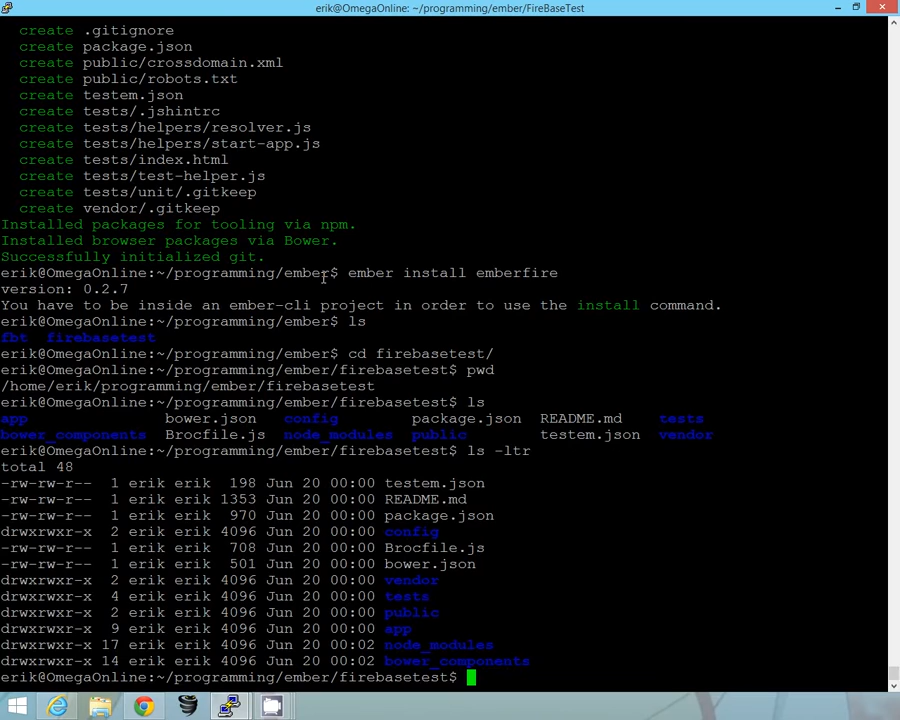 erik@OmegaOnline: ~/programming/ember/FireBaseTest
create .gitignore
create package.json
create public/crossdomain.xml
create public/robots.txt
create testem.json
create tests/.jshintrc
create tests/helpers/resolver.js
create tests/helpers/start-app.js
create tests/index.html
create tests/test-helper.js
create tests/unit/.gitkeep
create vendor/.gitkeep
Installed packages for tooling via npm.
Installed browser packages via Bower.
Successfully initialized git.
erik@OmegaOnline:~/programming/ember$ ember install emberfire
version: 0.2.7
You have to be inside an ember-cli project in order to use the install command.
erik@OmegaOnline:~/programming/ember$ ls
fbt firebasetest
erik@OmegaOnline:~/programming/ember$ cd firebasetest/
erik@OmegaOnline:~/programming/ember/firebasetest$ pwd
/home/erik/programming/ember/firebasetest
erik@OmegaOnline:~/programming/ember/firebasetest$ ls
app bower.json config package.json README.md tests
bower_components Brocfile.js node_modules public testem.json vendor
erik@OmegaOnline:~/programming/ember/firebasetest$ ls -ltr
total 48
-rw-rw-r-- 1 erik erik 198 Jun 20 00:00 testem.json
-rw-rw-r-- 1 erik erik 1353 Jun 20 00:00 README.md
-rw-rw-r-- 1 erik erik 970 Jun 20 00:00 package.json
drwxrwxr-x 2 erik erik 4096 Jun 20 00:00 config
-rw-rw-r-- 1 erik erik 708 Jun 20 00:00 Brocfile.js
-rw-rw-r-- 1 erik erik 501 Jun 20 00:00 bower.json
drwxrwxr-x 2 erik erik 4096 Jun 20 00:00 vendor
drwxrwxr-x 4 erik erik 4096 Jun 20 00:00 tests
drwxrwxr-x 2 erik erik 4096 Jun 20 00:00 public
drwxrwxr-x 9 erik erik 4096 Jun 20 00:00 app
drwxrwxr-x 17 erik erik 4096 Jun 20 00:02 node_modules
drwxrwxr-x 14 erik erik 4096 Jun 20 00:02 bower_components
erik@OmegaOnline:~/programming/ember/firebasetest$